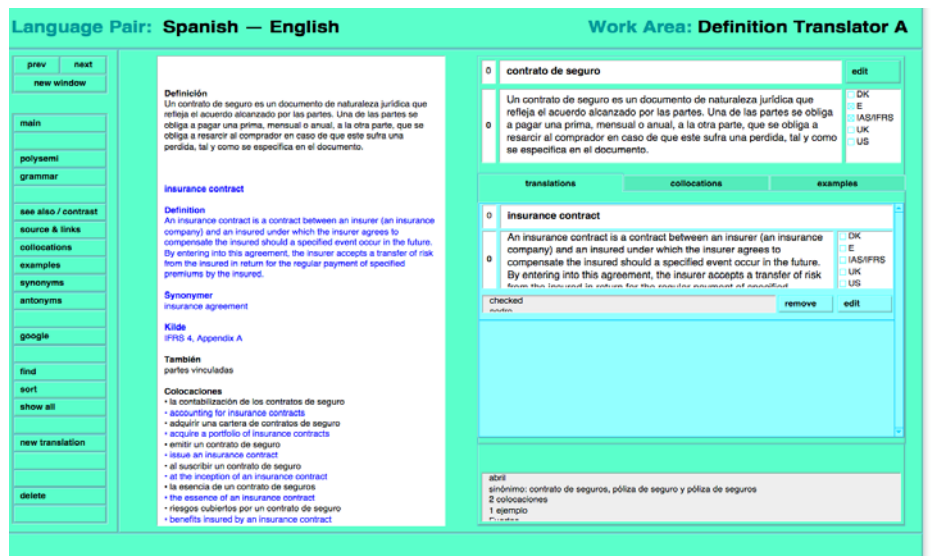 Language Pair: Spanish — English
Work Area: Definition Translator A
prev next
new window
main
polysemi
grammar
see also / contrast
source & links
collocations
examples
synonyms
antonyms
google
find
sort
show all
new translation
delete
Definición
Un contrato de seguro es un documento de naturaleza jurídica que
refleja el acuerdo alcanzado por las partes. Una de las partes se
obliga a pagar una prima, mensual o anual, a la otra parte, que se
obliga a resarcir al comprador en caso de que este sufra una
perdida, tal y como se especifica en el documento.
insurance contract
Definition
An insurance contract is a contract between an insurer (an insurance
company) and an insured under which the insurer agrees to
compensate the insured should a specified event occur in the future.
By entering into this agreement, the insurer accepts a transfer of risk
from the insured in return for the regular payment of specified
premiums by the insured.
Synonymer
insurance agreement
Kilde
IFRS 4, Appendix A
También
partes vinculadas
Colocaciones
• la contabilización de los contratos de seguro
• accounting for insurance contracts
• adquirir una cartera de contratos de seguro
• acquire a portfolio of insurance contracts
• emitir un contrato de seguro
• issue an insurance contract
• al suscribir un contrato de seguro
• at the inception of an insurance contract
• la esencia de un contrato de seguros
• the essence of an insurance contract
• riesgos cubiertos por un contrato de seguro
• benefits insured by an insurance contract
0 contrato de seguro edit
0
Un contrato de seguro es un documento de naturaleza jurídica que
refleja el acuerdo alcanzado por las partes. Una de las partes se obliga
a pagar una prima, mensual o anual, a la otra parte, que se
obliga a resarcir al comprador en caso de que este sufra una perdida, tal y como
se especifica en el documento.
DK
E
IAS/IFRS
UK
US
translations collocations examples
0 insurance contract
0
An insurance contract is a contract between an insurer (an insurance
company) and an insured under which the insurer agrees to
compensate the insured should a specified event occur in the future.
By entering into this agreement, the insurer accepts a transfer of risk
from the insured in return for the regular payment of specified
DK
E
IAS/IFRS
UK
US
checked
pedro
remove edit
abril
sinónimo: contrato de seguros, póliza de seguro y póliza de seguros
2 colocaciones
1 ejemplo